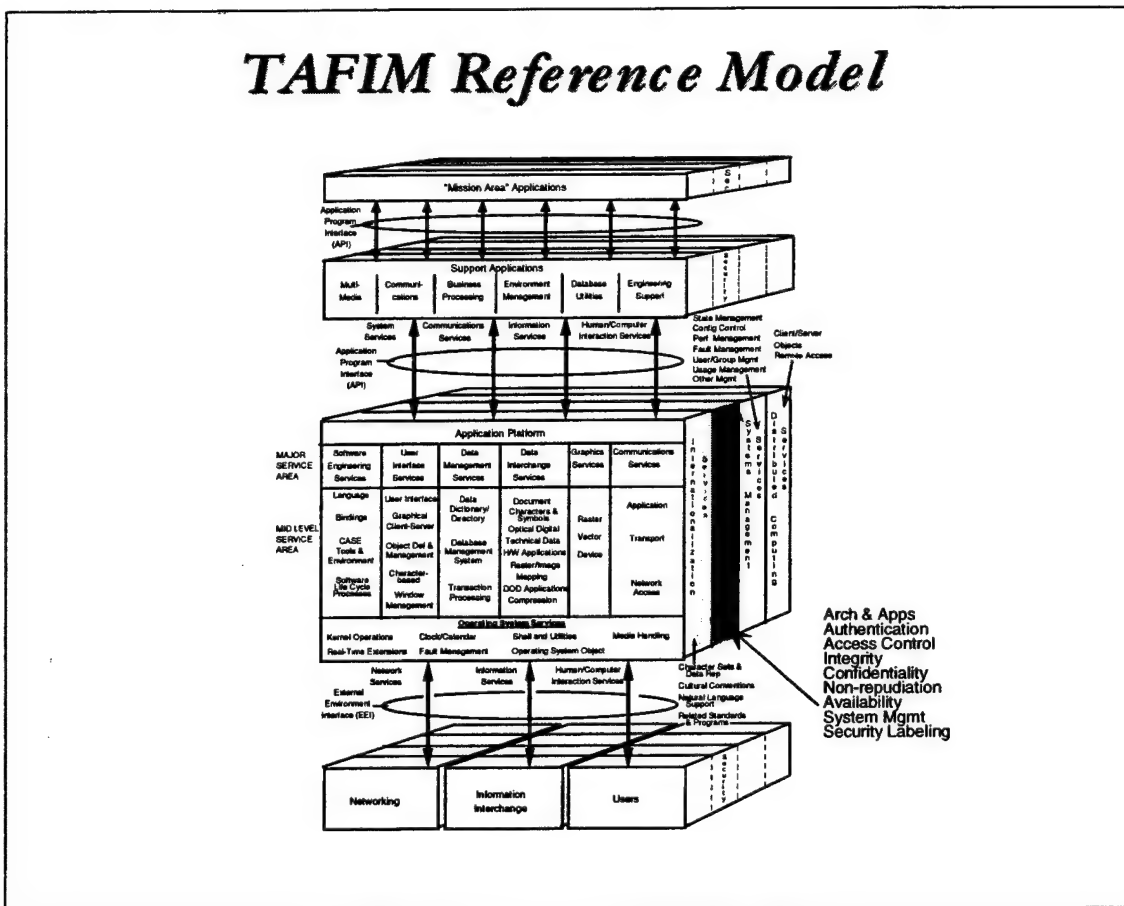 TAFIM Reference Model
"Mission Area" Applications
Application
Program
Interface
(API)
Support Applications
Multi-
Media
Communi-
cations
Business
Processing
Environment
Management
Database
Utilities
Engineering
Support
Security
System
Services
Communications
Services
Information
Services
Human/Computer
Interaction Services
Application
Program
Interface
(API)
State Management
Config Control
Perf Management
Fault Management
User/Group Mgmt
Usage Management
Other Mgmt
Client/Server
Objects
Remote Access
Application Platform
MAJOR
SERVICE
AREA
Software
Engineering
Services
User
Interface
Services
Data
Management
Services
Data
Interchange
Services
Graphics
Services
Communications
Services
MID LEVEL
SERVICE
AREA
Language
Bindings
CASE
Tools &
Environment
Software
Life Cycle
Processes
User Interface
Graphical
Client-Server
Object Def &
Management
Character-
based
Window
Management
Data
Dictionary/
Directory
Database
Management
System
Transaction
Processing
Document
Characters &
Symbols
Optical Digital
Technical Data
H/W Applications
Raster/Image
Mapping
DOD Applications
Compression
Raster
Vector
Device
Application
Transport
Network
Access
Internationalization
Services
Systems Management
Services
Distributed Computing
Services
Operating System Services
Kernel Operations Clock/Calendar Shell and Utilities Media Handling
Real-Time Extensions Fault Management Operating System Object
Arch & Apps
Authentication
Access Control
Integrity
Confidentiality
Non-repudiation
Availability
System Mgmt
Security Labeling
Network
Services
Information
Services
Human/Computer
Interaction Services
External
Environment
Interface (EEI)
Character Sets &
Data Rep
Cultural Conventions
Natural Language
Support
Related Standards
& Programs
Networking
Information
Interchange
Users
Security